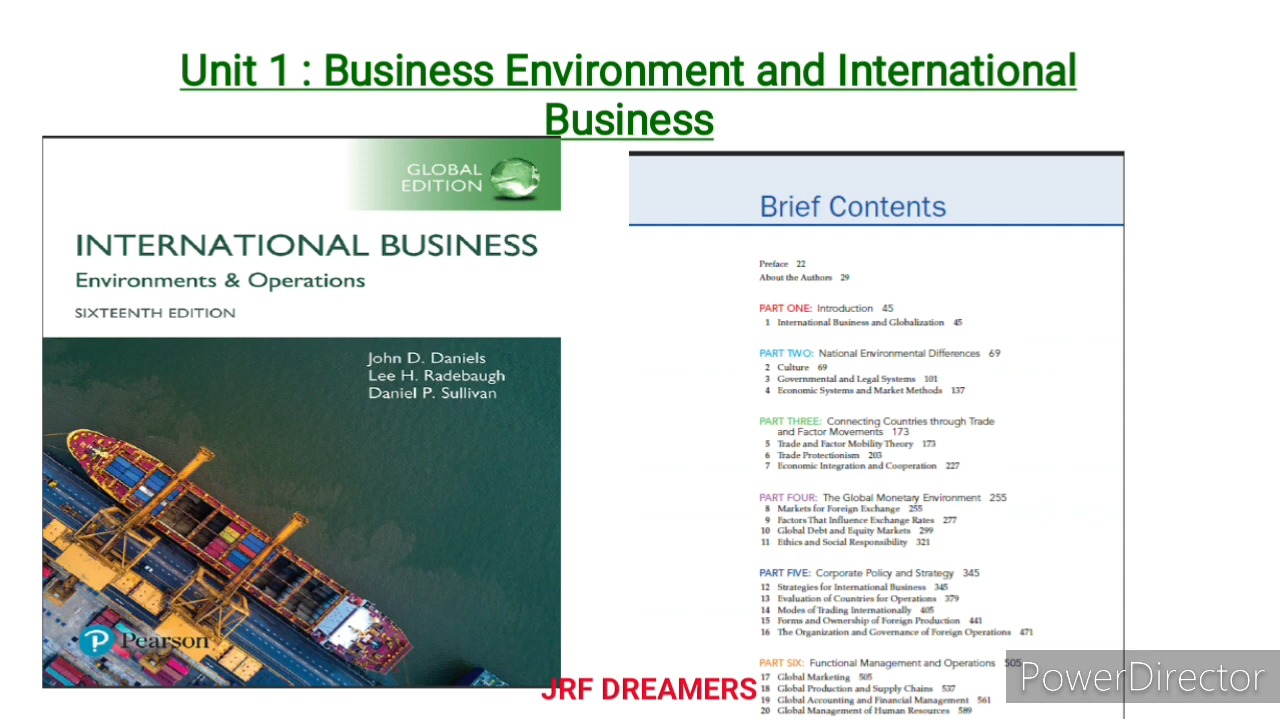 Unit 1 : Business Environment and International
Business
GLOBAL
EDITION
INTERNATIONAL BUSINESS
Environments & Operations
SIXTEENTH EDITION
John D. Daniels
Lee H. Radebaugh
Daniel P. Sullivan
Pearson
Brief Contents
Preface 22
About the Authors 29
PART ONE: Introduction 45
1 International Business and Globalization 45
PART TWO: National Environmental Differences 69
2 Culture 69
3 Governmental and Legal Systems 101
4 Economic Systems and Market Methods 137
PART THREE: Connecting Countries through Trade
and Factor Movements 173
5 Trade and Factor Mobility Theory 173
6 Trade Protectionism 203
7 Economic Integration and Cooperation 227
PART FOUR: The Global Monetary Environment 255
8 Markets for Foreign Exchange 255
9 Factors That Influence Exchange Rates 277
10 Global Debt and Equity Markets 299
11 Ethics and Social Responsibility 321
PART FIVE: Corporate Policy and Strategy 345
12 Strategies for International Business 345
13 Evaluation of Countries for Operations 379
14 Modes of Trading Internationally 405
15 Forms and Ownership of Foreign Production 441
16 The Organization and Governance of Foreign Operations 471
PART SIX: Functional Management and Operations 505
17 Global Marketing 505
18 Global Production and Supply Chains 537
19 Global Accounting and Financial Management 561
20 Global Management of Human Resources 589
JRF DREAMERS
PowerDirector